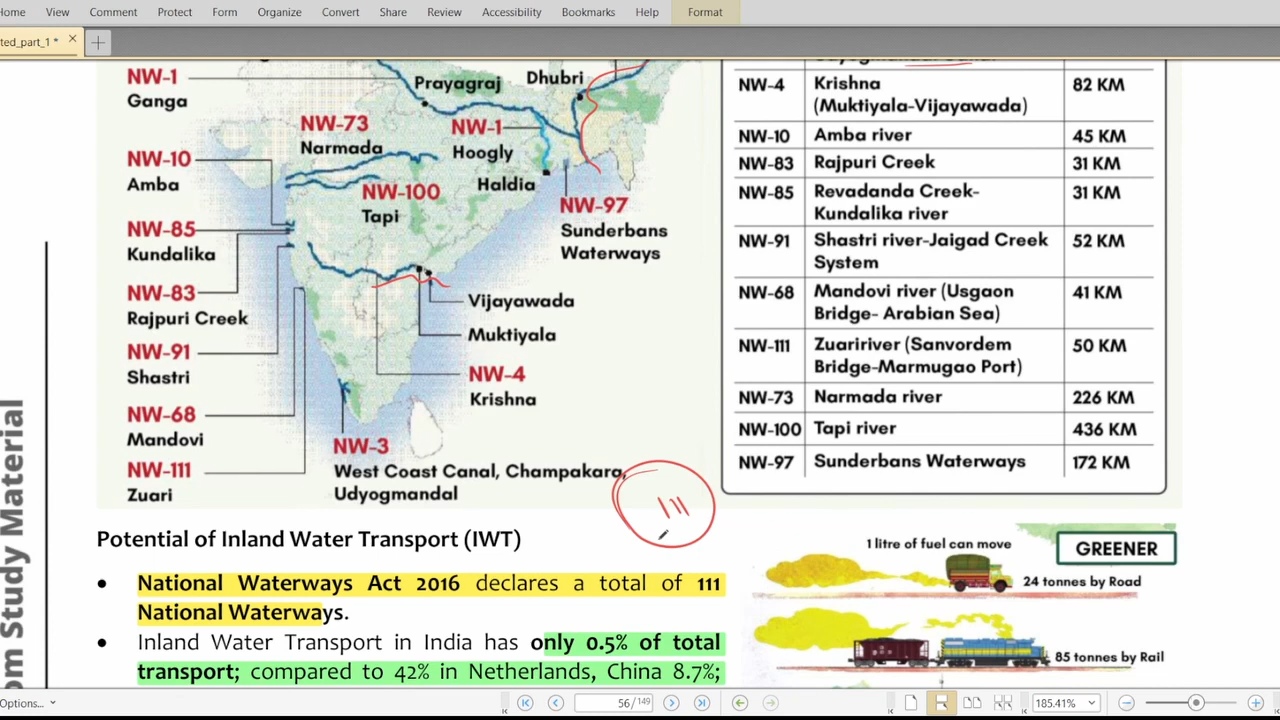 Home View Comment Protect Form Organize Convert Share Review Accessibility Bookmarks Help Format
ted_part_1 *
NW-1
Ganga
Prayagraj
Dhubri
NW-73
Narmada
NW-1
Hoogly
NW-10
Amba
Haldia
NW-100
Tapi
NW-97
Sunderbans
Waterways
NW-85
Kundalika
NW-83
Rajpuri Creek
Vijayawada
Muktiyala
NW-91
Shastri
NW-4
Krishna
NW-68
Mandovi
NW-3
West Coast Canal, Champakara,
Udyogmandal
NW-111
Zuari
111
NW-4 Krishna 82 KM
(Muktiyala-Vijayawada)
NW-10 Amba river 45 KM
NW-83 Rajpuri Creek 31 KM
NW-85 Revadanda Creek- 31 KM
Kundalika river
NW-91 Shastri river-Jaigad Creek 52 KM
System
NW-68 Mandovi river (Usgaon 41 KM
Bridge- Arabian Sea)
NW-111 Zuaririver (Sanvordem 50 KM
Bridge-Marmugao Port)
NW-73 Narmada river 226 KM
NW-100 Tapi river 436 KM
NW-97 Sunderbans Waterways 172 KM
om Study Material
Potential of Inland Water Transport (IWT)
• National Waterways Act 2016 declares a total of 111
National Waterways.
• Inland Water Transport in India has only 0.5% of total
transport; compared to 42% in Netherlands, China 8.7%;
1 litre of fuel can move
GREENER
24 tonnes by Road
85 tonnes by Rail
Options...
56 / 149
185.41%